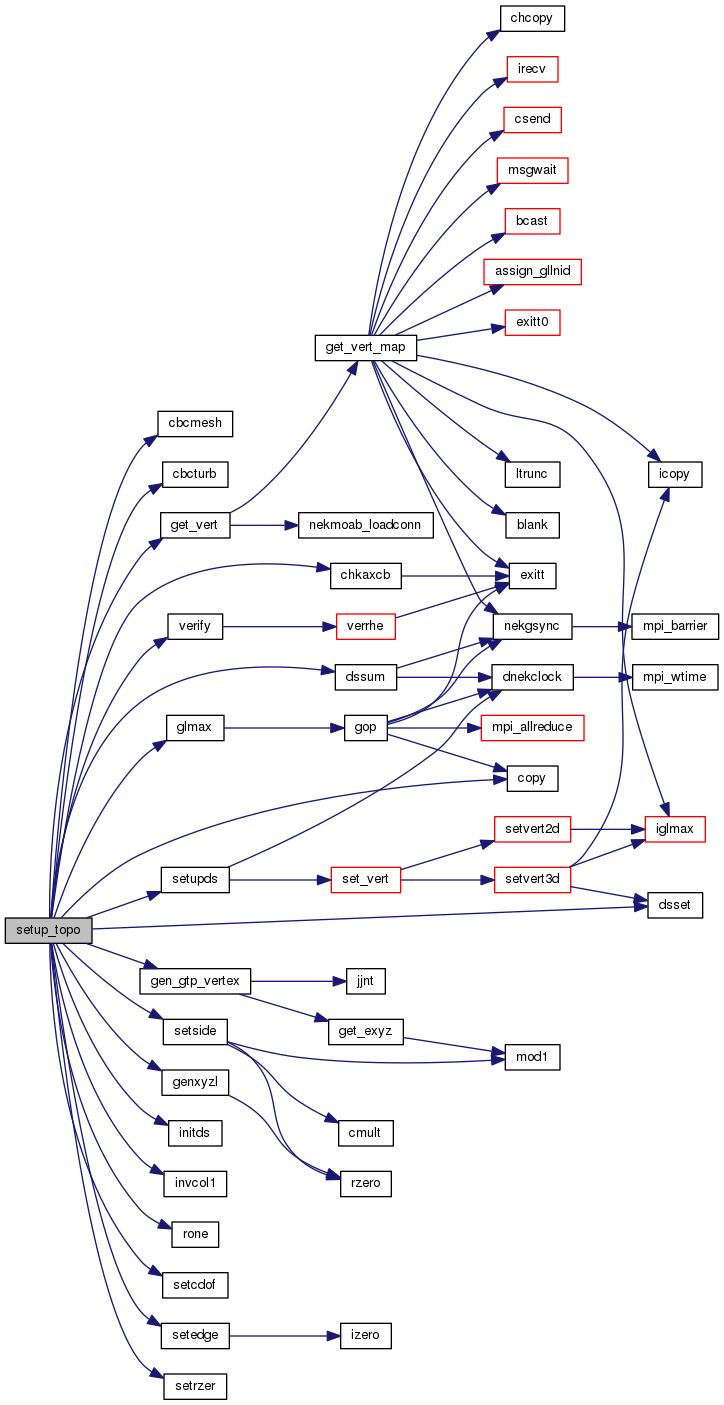 chcopy
irecv
csend
msgwait
bcast
assign_gllnid
exitt0
get_vert_map
cbcmesh
cbcturb
ltrunc
icopy
get_vert
nekmoab_loadconn
blank
chkaxcb
exitt
verify
verrhe
nekgsync
mpi_barrier
dssum
dnekclock
mpi_wtime
glmax
gop
mpi_allreduce
copy
setvert2d
iglmax
setupds
set_vert
setvert3d
dsset
setup_topo
gen_gtp_vertex
jjnt
setside
get_exyz
mod1
genxyzl
initds
cmult
invcol1
rzero
rone
setcdof
setedge
izero
setrzer